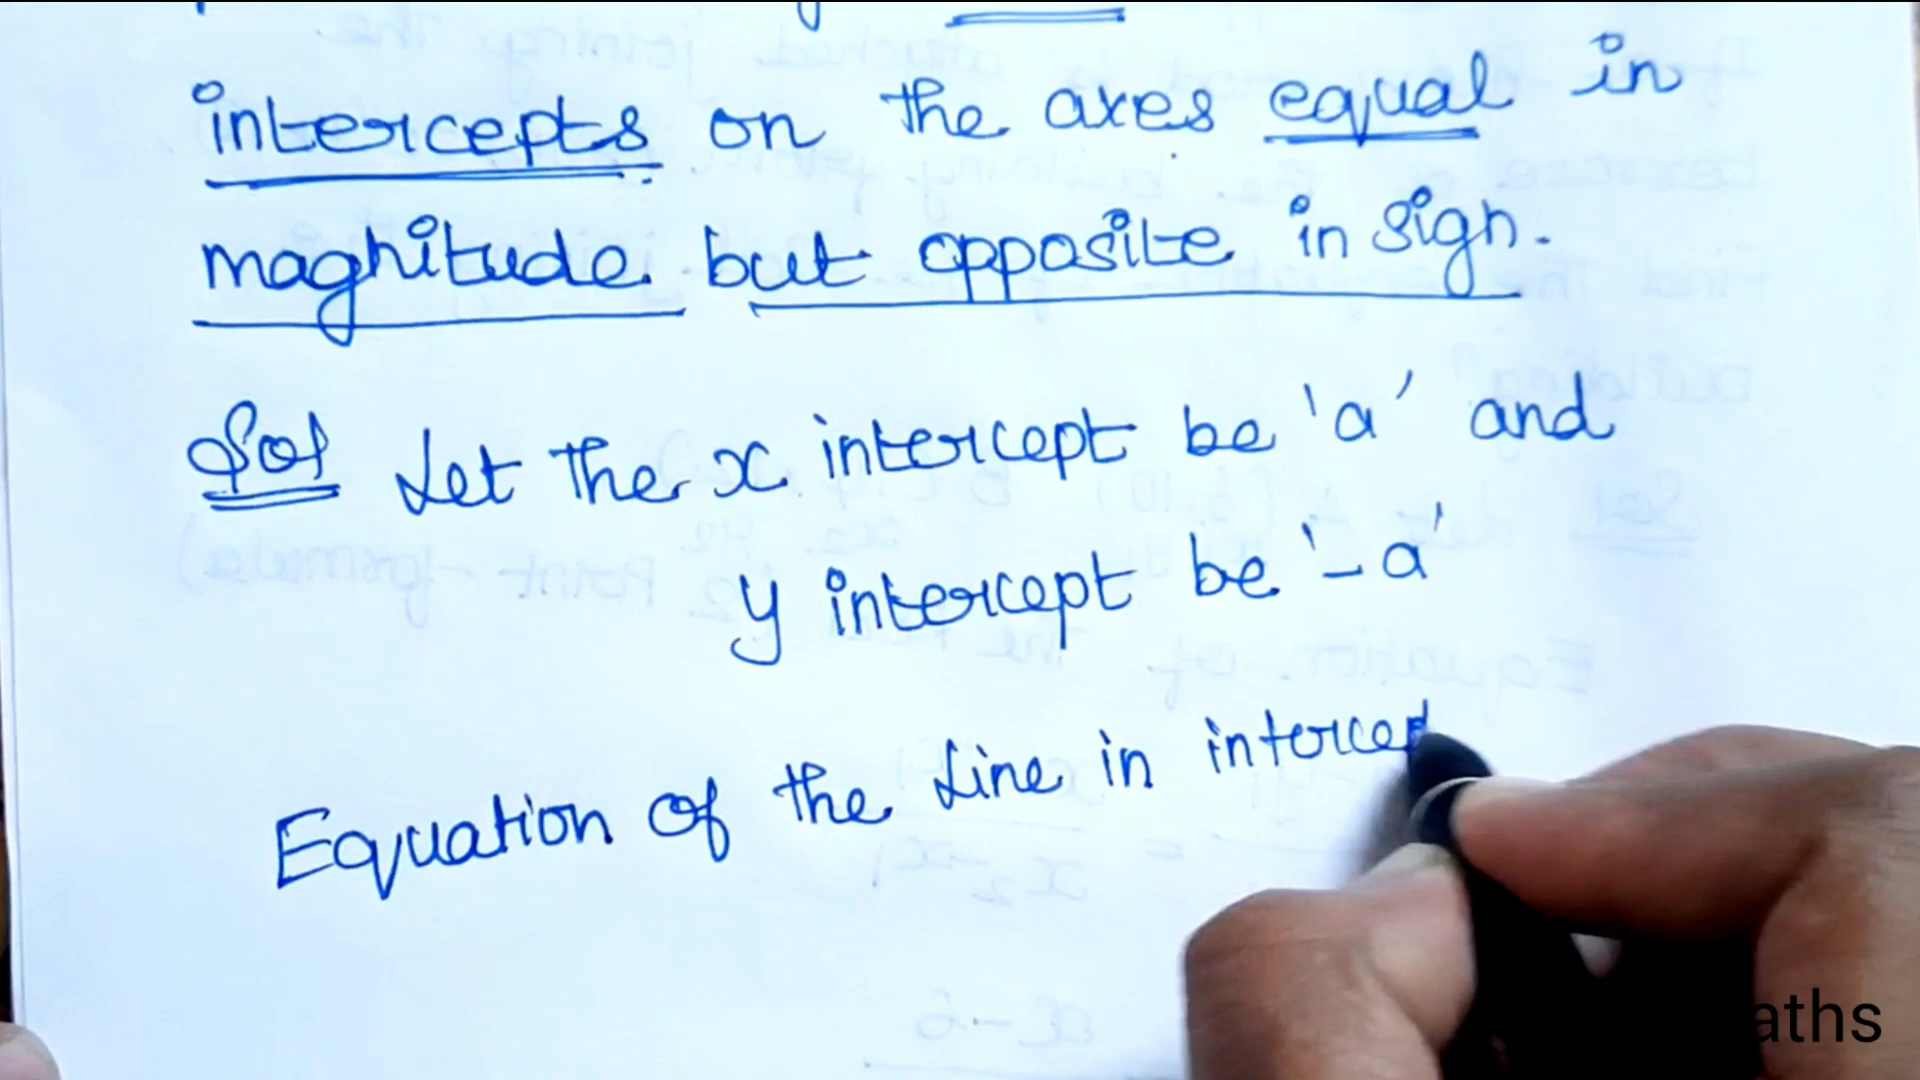 intercepts on the axes equal in
magnitude but opposite in sign.
Sol Let the x intercept be 'a' and
y intercept be '-a'
Equation of the Line in intercep
aths